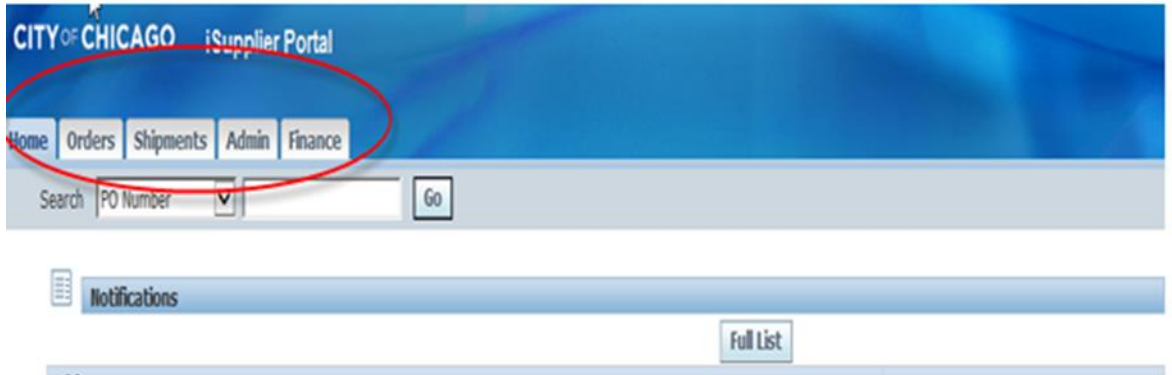 CITY OF CHICAGO iSupplier Portal
Home Orders Shipments Admin Finance
Search PO Number Go
Notifications
Full List